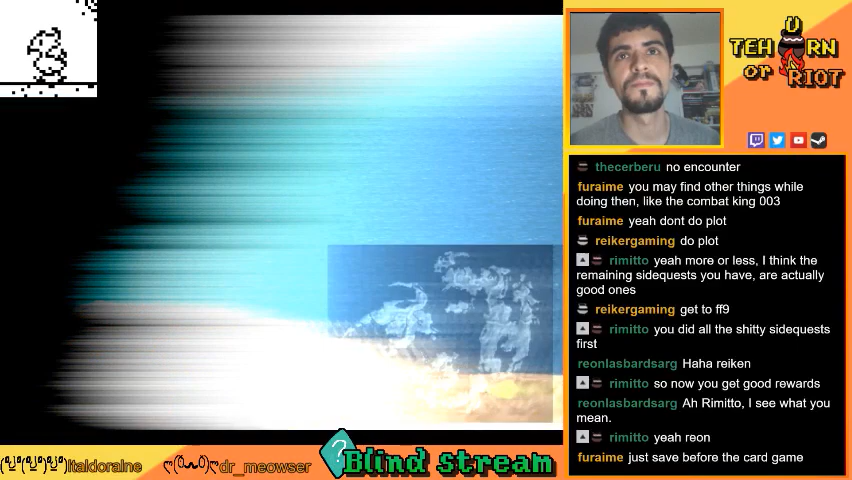 U
TEH RN
or RIOT
thecerberu no encounter
furaime you may find other things while
doing then, like the combat king 003
furaime yeah dont do plot
reikergaming do plot
rimitto yeah more or less, I think the
remaining sidequests you have, are actually
good ones
reikergaming get to ff9
rimitto you did all the shitty sidequests
first
reonlasbardsarg Haha reiken
rimitto so now you get good rewards
reonlasbardsarg Ah Rimitto, I see what you
mean.
rimitto yeah reon
furaime just save before the card game
litaldoraine
dr_meowser
? Blind stream